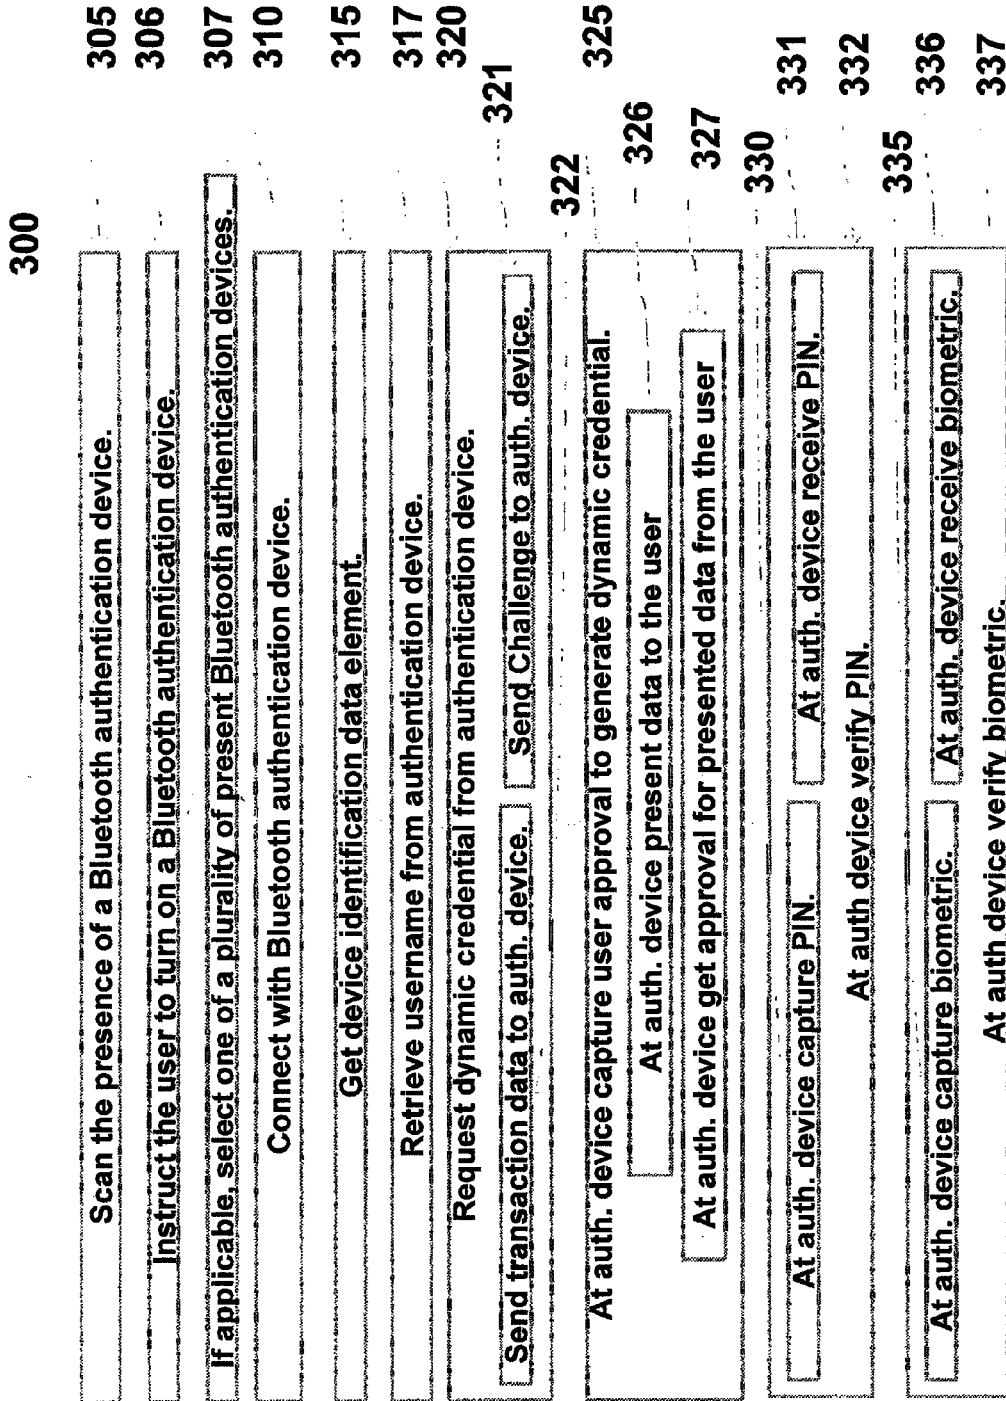 300
Scan the presence of a Bluetooth authentication device.
305
Instruct the user to turn on a Bluetooth authentication device.
306
If applicable, select one of a plurality of present Bluetooth authentication devices.
307
Connect with Bluetooth authentication device.
310
Get device identification data element.
315
Retrieve username from authentication device.
317
Request dynamic credential from authentication device.
320
Send transaction data to auth. device.
Send Challenge to auth. device.
321
322
At auth. device capture user approval to generate dynamic credential.
325
At auth. device present data to the user
326
At auth. device get approval for presented data from the user
327
330
At auth. device capture PIN.
At auth. device receive PIN.
331
At auth device verify PIN.
332
335
At auth. device capture biometric.
At auth. device receive biometric.
336
At auth device verify biometric.
337